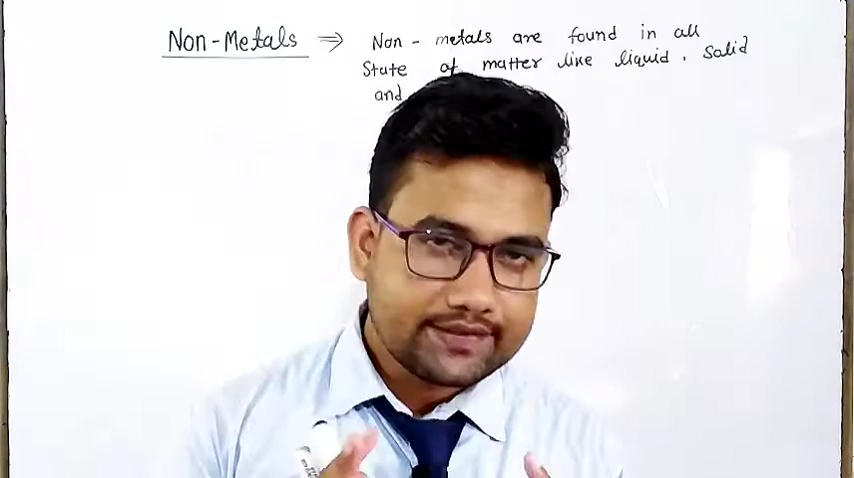 Non-Metals ⇒ Non - metals are found in all
State of matter like liquid, Solid
and